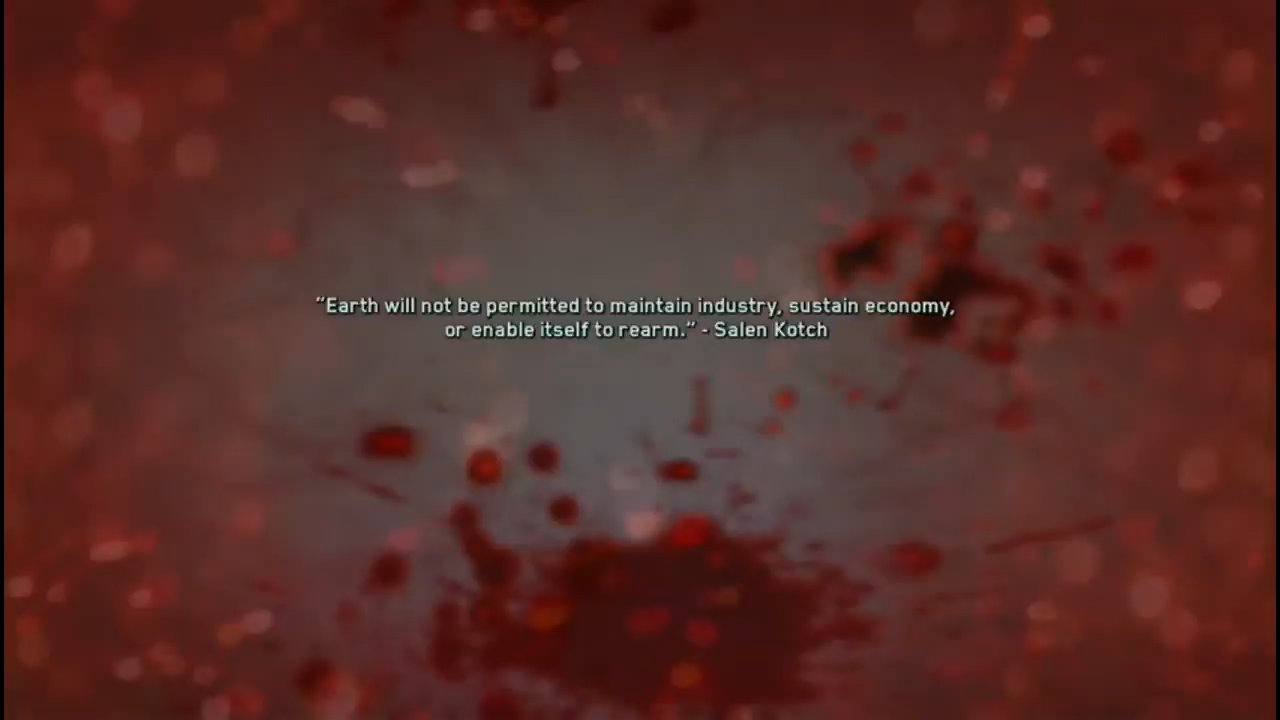 “Earth will not be permitted to maintain industry, sustain economy,
or enable itself to rearm.” - Salen Kotch